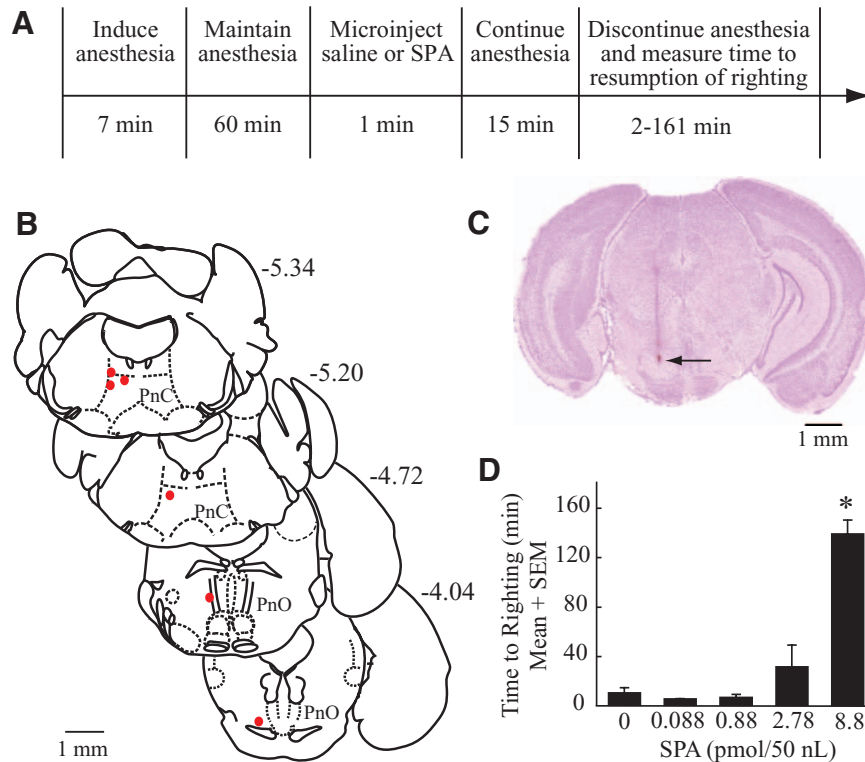 A
Induce anesthesia
Maintain anesthesia
Microinject saline or SPA
Continue anesthesia
Discontinue anesthesia and measure time to resumption of righting
7 min
60 min
1 min
15 min
2-161 min
B
-5.34
PnC
-5.20
PnC
-4.72
PnO
-4.04
PnO
1 mm
C
1 mm
D
Time to Righting (min)
Mean + SEM
160
120
80
40
0
*
0
0.088
0.88
2.78
8.8
SPA (pmol/50 nL)